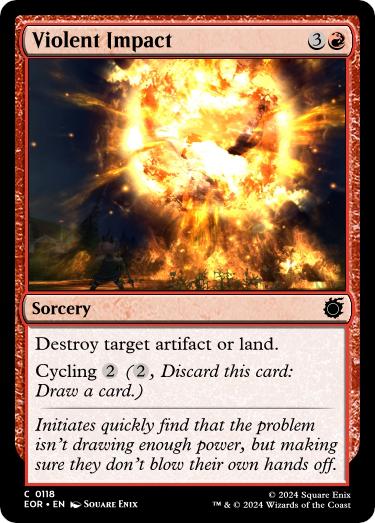 Violent Impact 3
Sorcery
Destroy target artifact or land.
Cycling 2 (2, Discard this card:
Draw a card.)
Initiates quickly find that the problem
isn't drawing enough power, but making
sure they don't blow their own hands off.
C 0118
EOR • EN Square Enix
© 2024 Square Enix
™ & © 2024 Wizards of the Coast